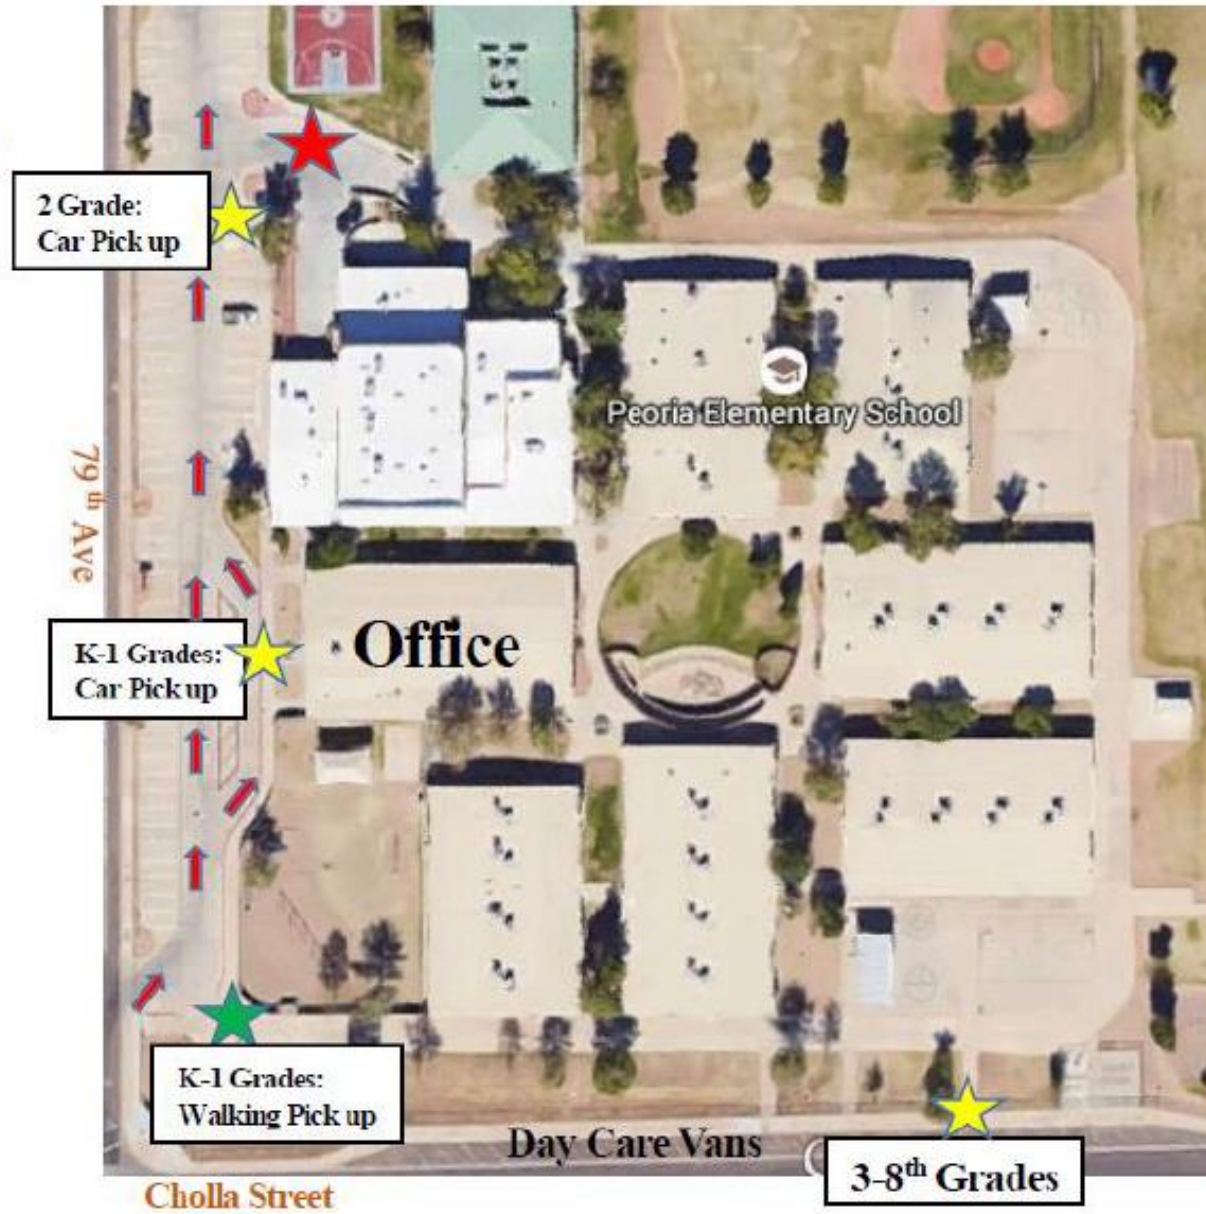 2 Grade:
Car Pick up
Peoria Elementary School
79th Ave
Office
K-1 Grades:
Car Pick up
K-1 Grades:
Walking Pick up
Day Care Vans
3-8th Grades
Cholla Street